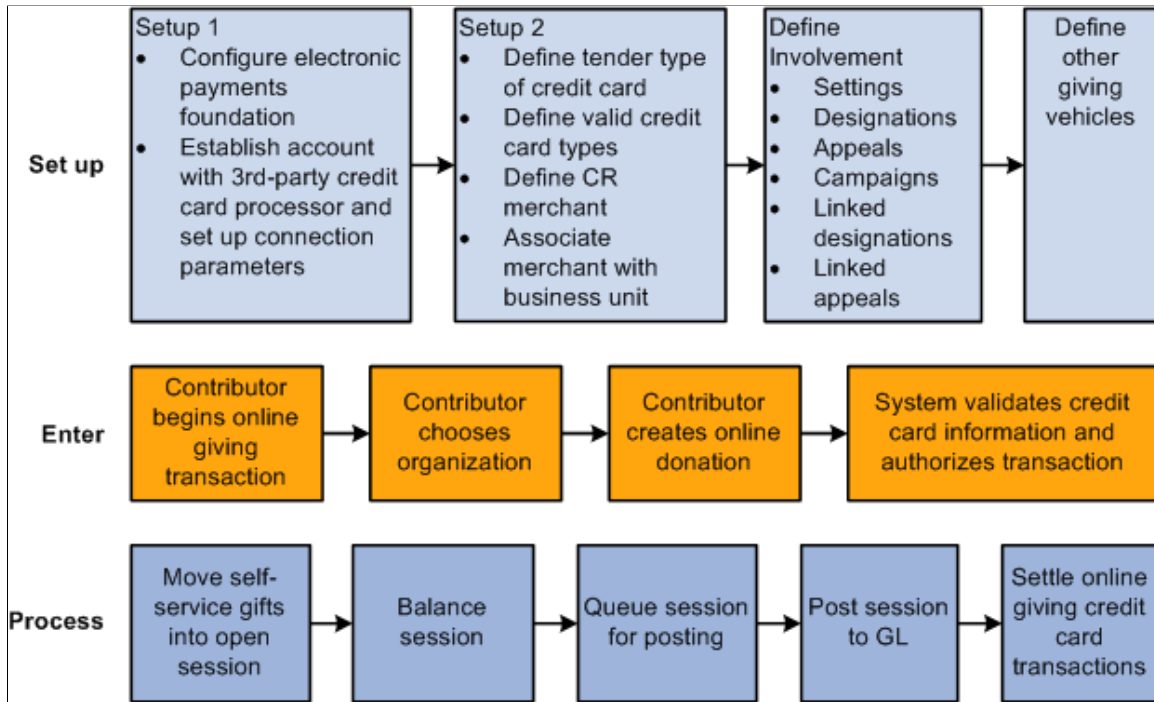 Set up
Setup 1
• Configure electronic
payments
foundation
• Establish account
with 3rd-party credit
card processor and
set up connection
parameters
Setup 2
• Define tender type
of credit card
• Define valid credit
card types
• Define CR
merchant
• Associate
merchant with
business unit
Define
Involvement
• Settings
• Designations
• Appeals
• Campaigns
• Linked
designations
• Linked
appeals
Define
other
giving
vehicles
Enter
Contributor
begins online
giving
transaction
Contributor
chooses
organization
Contributor
creates online
donation
System validates credit
card information and
authorizes transaction
Process
Move self-
service gifts
into open
session
Balance
session
Queue session
for posting
Post session
to GL
Settle online
giving credit
card
transactions